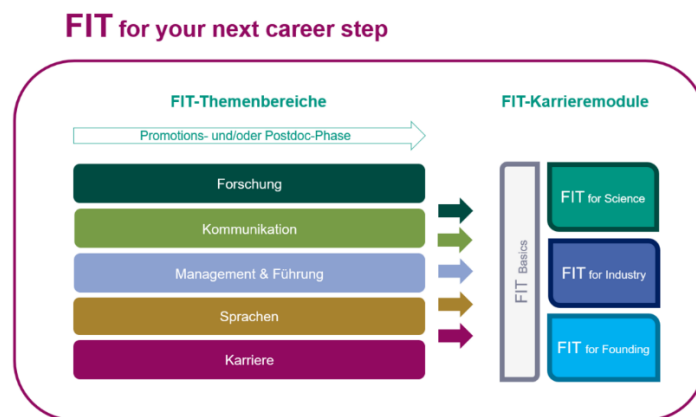 FIT for your next career step
FIT-Themenbereiche
Promotions- und/oder Postdoc-Phase
Forschung
Kommunikation
Management & Führung
Sprachen
Karriere
FIT-Karrieremodule
FIT Basics
FIT for Science
FIT for Industry
FIT for Founding